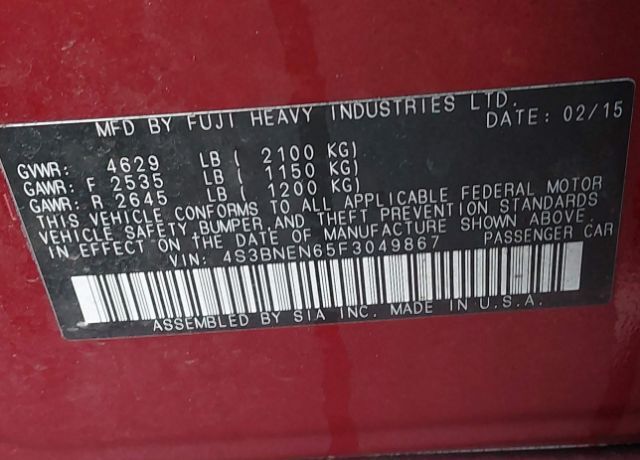 MFD BY FUJI HEAVY INDUSTRIES LTD. DATE: 02/15
GVWR: 4629 LB ( 2100 KG)
GAWR: F 2535 LB ( 1150 KG)
GAWR: R 2645 LB ( 1200 KG)
THIS VEHICLE CONFORMS TO ALL APPLICABLE FEDERAL MOTOR
VEHICLE SAFETY, BUMPER, AND THEFT PREVENTION STANDARDS
IN EFFECT ON THE DATE OF MANUFACTURE SHOWN ABOVE.
VIN: 4S3BNEN65F3049867 PASSENGER CAR
ASSEMBLED BY SIA INC. MADE IN U.S.A.